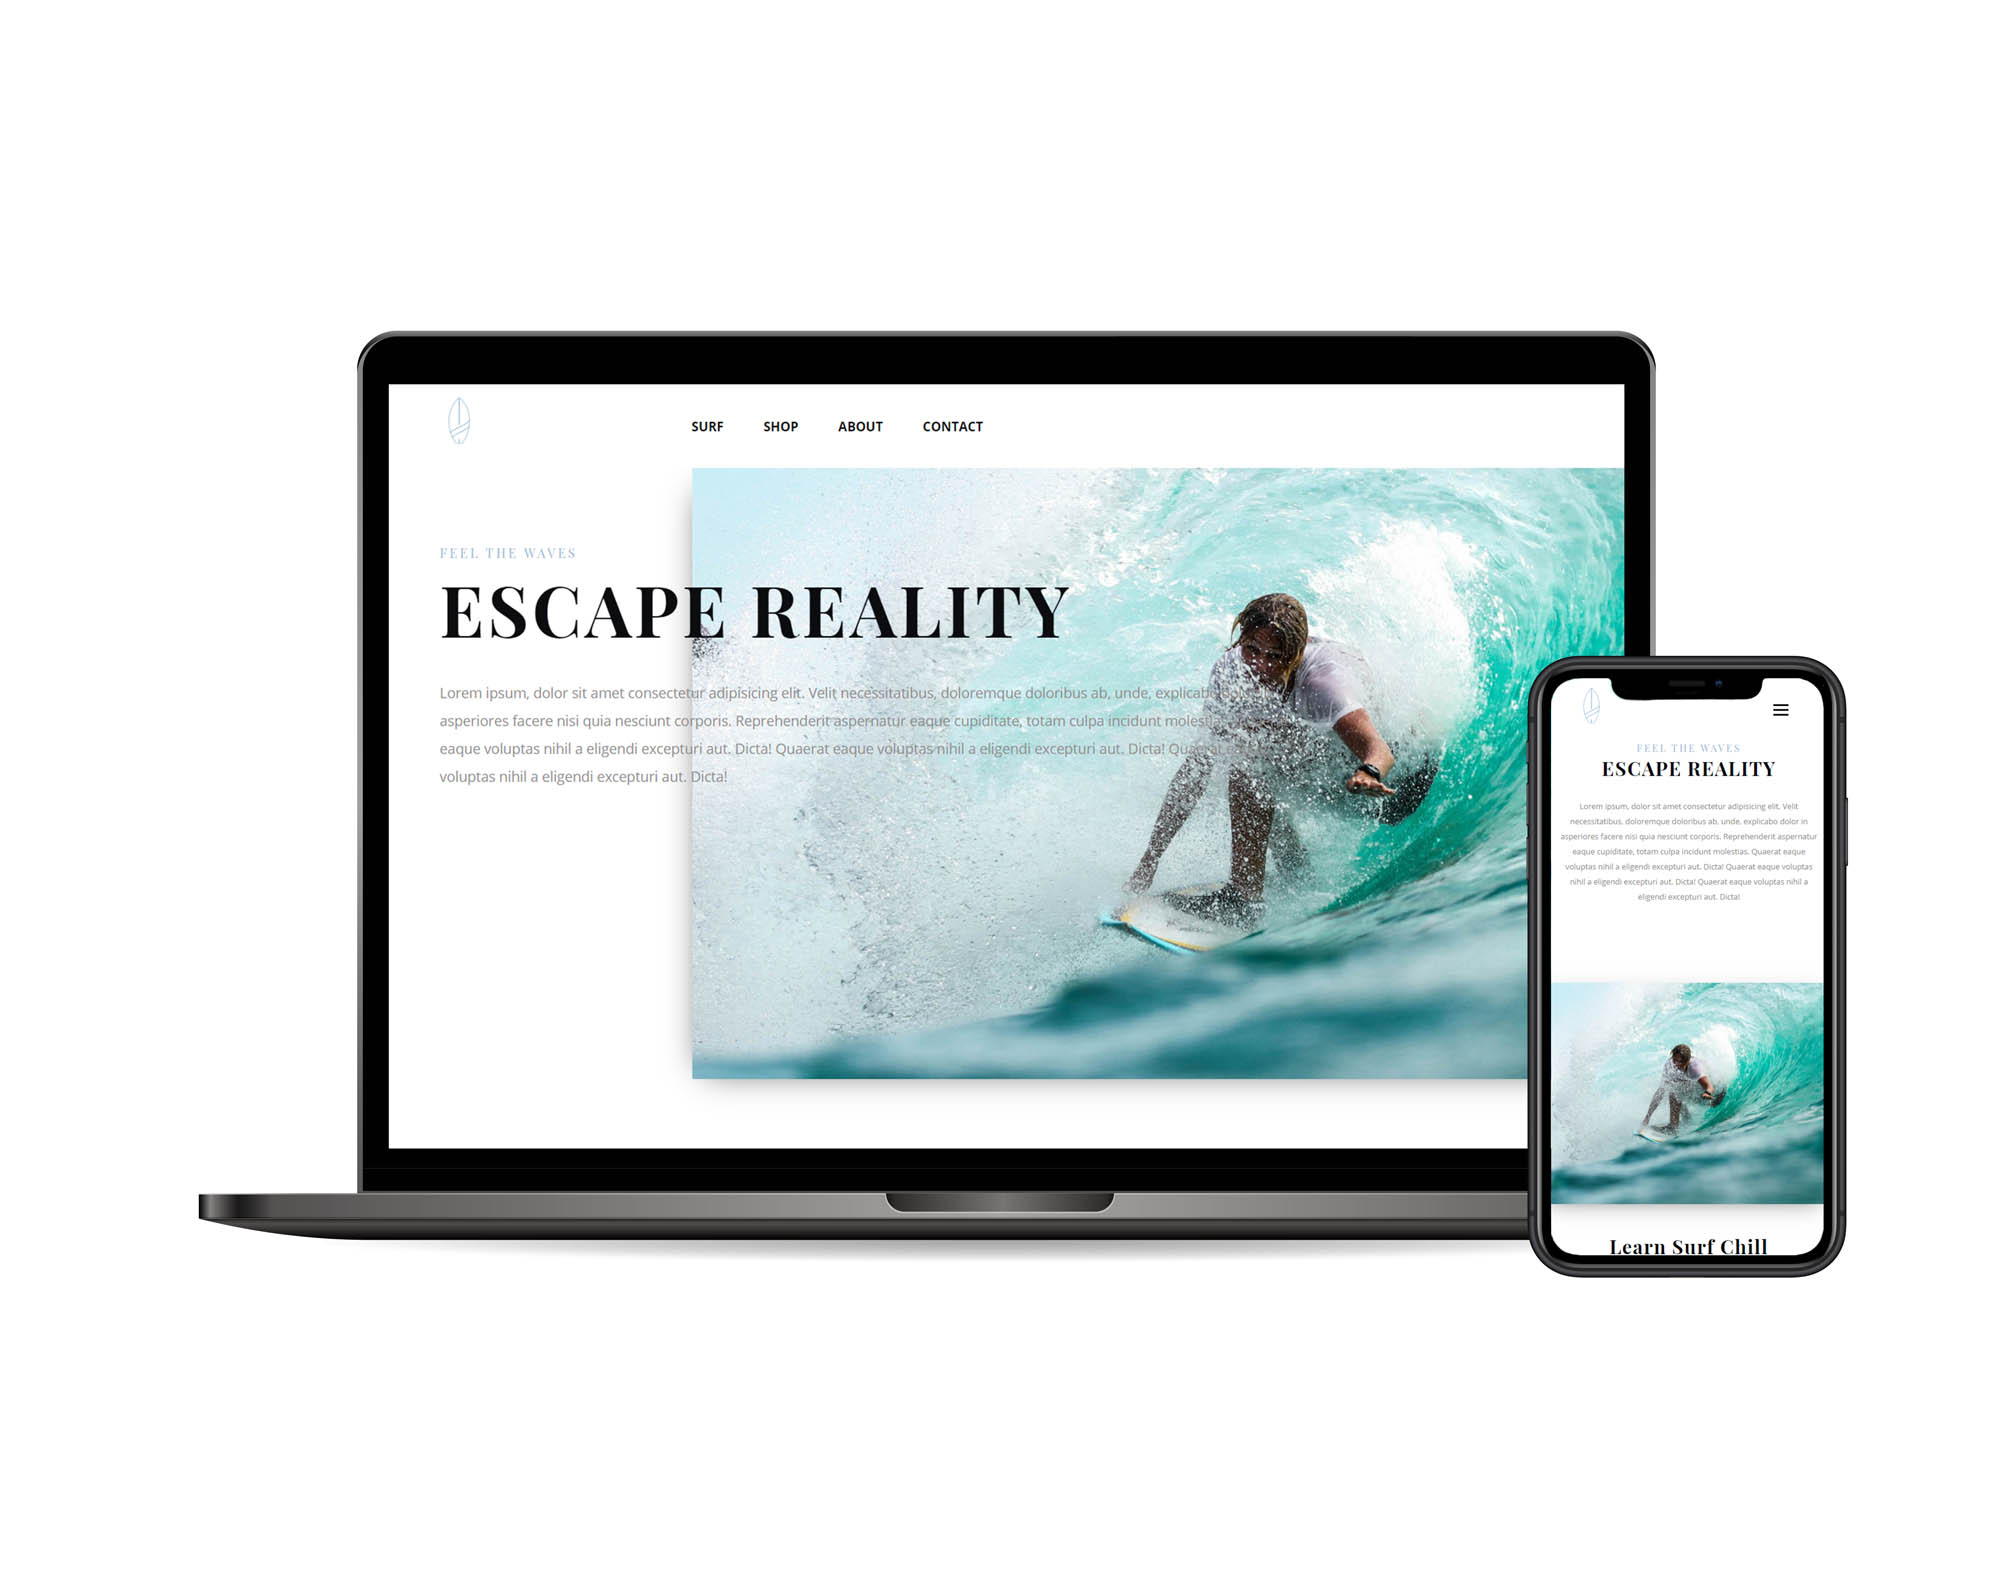 SURF SHOP ABOUT CONTACT
FEEL THE WAVES
ESCAPE REALITY
Lorem ipsum, dolor sit amet consectetur adipisicing elit. Velit necessitatibus, doloremque doloribus ab, unde, explicabo
asperiores facere nisi quia nesciunt corporis. Reprehenderit aspernatur eaque cupiditate, totam culpa incidunt molestias.
eaque voluptas nihil a eligendi excepturi aut. Dicta! Quaerat eaque voluptas nihil a eligendi excepturi aut. Dicta! Quaerat
voluptas nihil a eligendi excepturi aut. Dicta!
FEEL THE WAVES
ESCAPE REALITY
Lorem ipsum, dolor sit amet consectetur adipisicing elit. Velit
necessitatibus, doloremque doloribus ab, unde, explicabo dolor in
asperiores facere nisi quia nesciunt corporis. Reprehenderit aspernatur
eaque cupiditate, totam culpa incidunt molestias. Quaerat eaque
voluptas nihil a eligendi excepturi aut. Dicta! Quaerat eaque voluptas
nihil a eligendi excepturi aut. Dicta! Quaerat eaque voluptas nihil a
eligendi excepturi aut. Dicta!
Learn Surf Chill